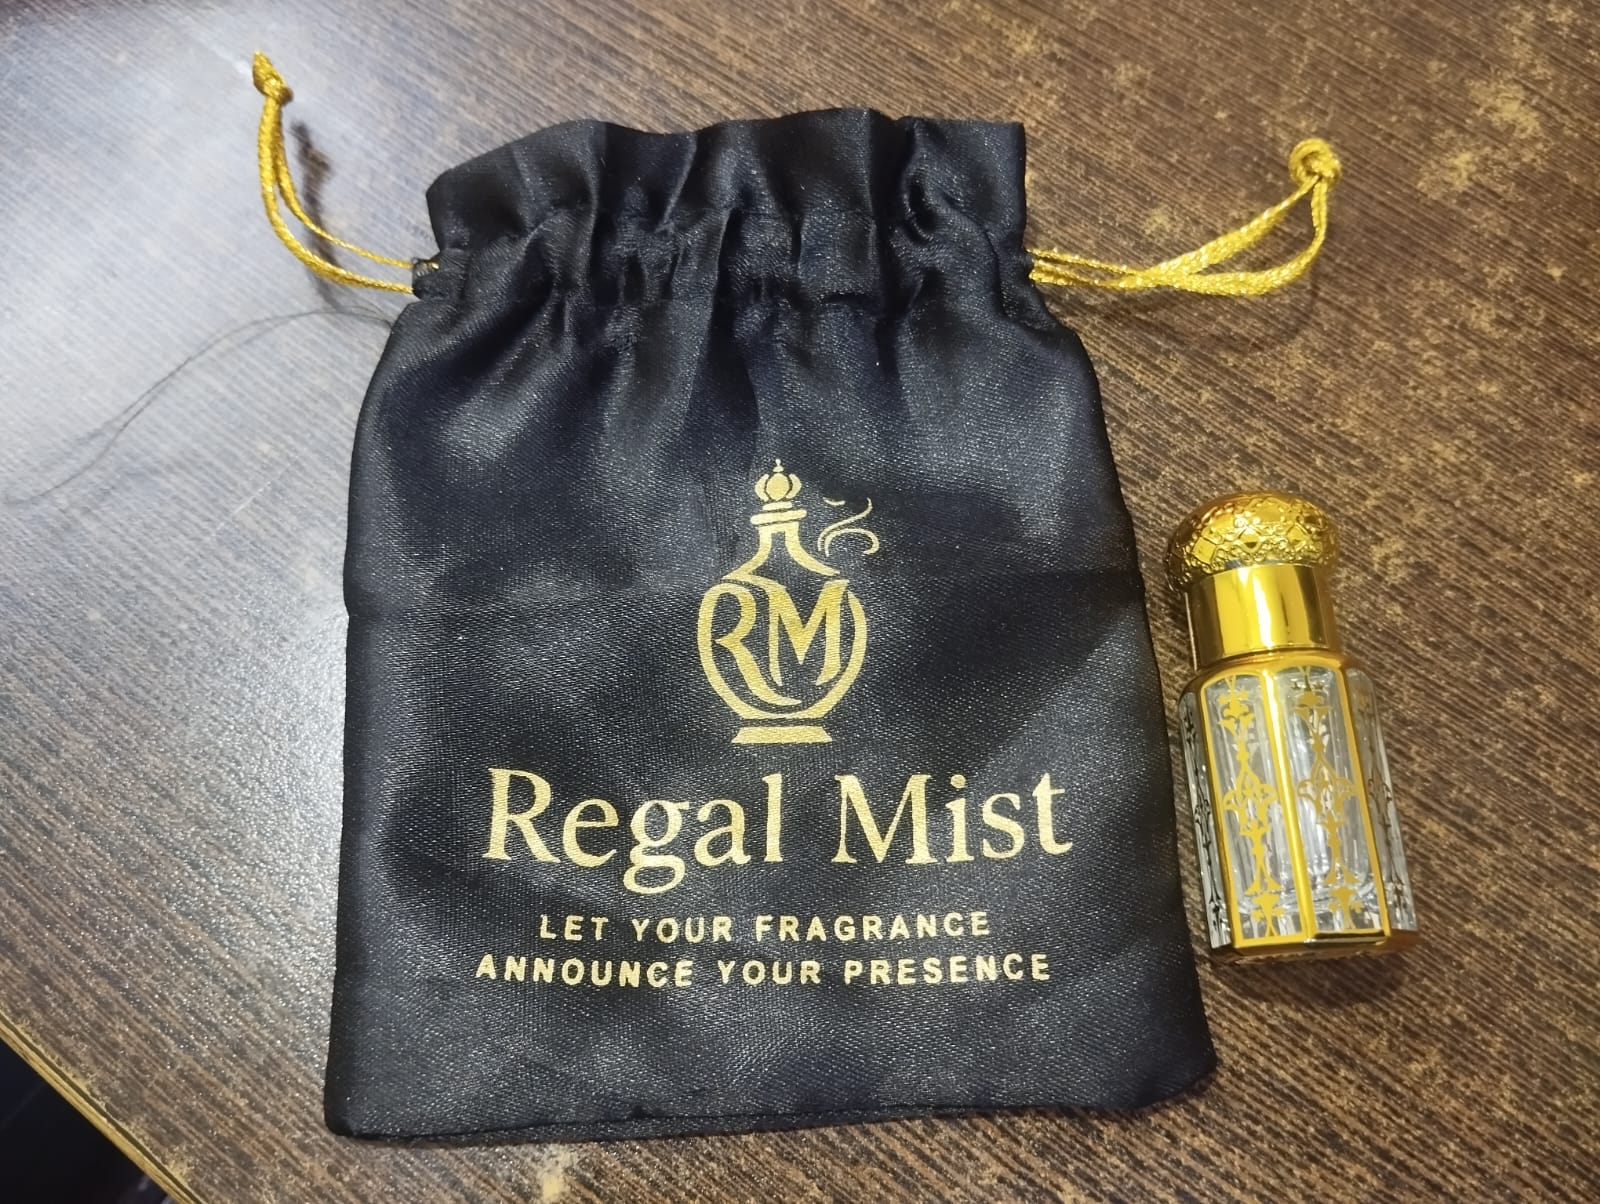 RM
Regal Mist
LET YOUR FRAGRANCE
ANNOUNCE YOUR PRESENCE